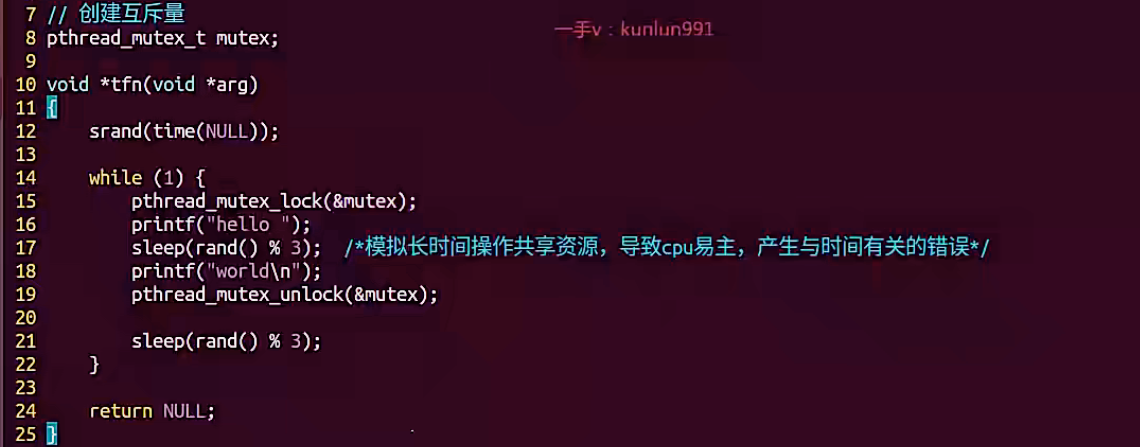 7 // 创建互斥量
一手v：kunlun991
8 pthread_mutex_t mutex;
9
10 void *tfn(void *arg)
11 {
12     srand(time(NULL));
13
14     while (1) {
15         pthread_mutex_lock(&mutex);
16         printf("hello ");
17         sleep(rand() % 3);  /*模拟长时间操作共享资源，导致cpu易主，产生与时间有关的错误*/
18         printf("world\n");
19         pthread_mutex_unlock(&mutex);
20
21         sleep(rand() % 3);
22     }
23
24     return NULL;
25 }